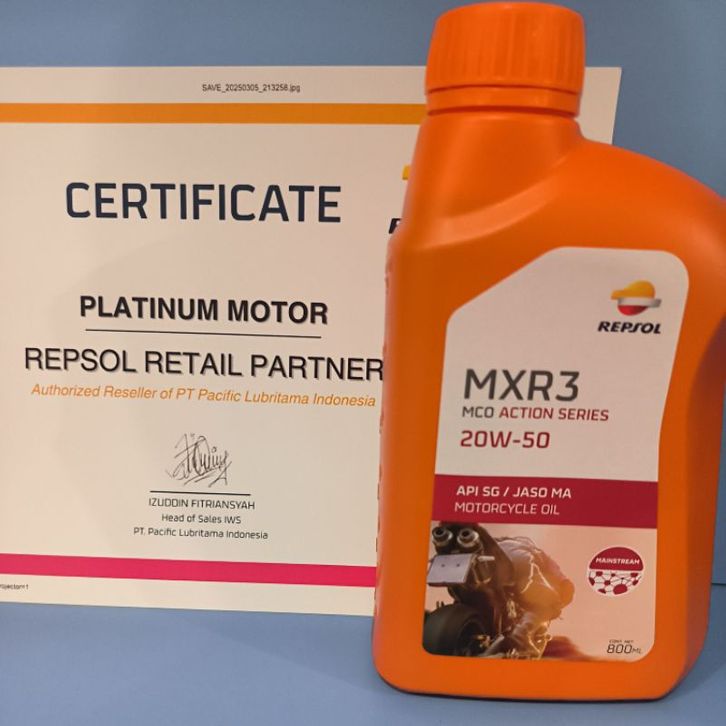 SAVE_20250305_213258.jpg
CERTIFICATE
PLATINUM MOTOR
REPSOL RETAIL PARTNER
Authorized Reseller of PT Pacific Lubritama Indonesia
IZUDDIN FITRIANSYAH
Head of Sales IWS
PT. Pacific Lubritama Indonesia
REPSOL
MXR3
MCO ACTION SERIES
20W-50
API SG / JASO MA
MOTORCYCLE OIL
MAINSTREAM
CONT. NET
800ML